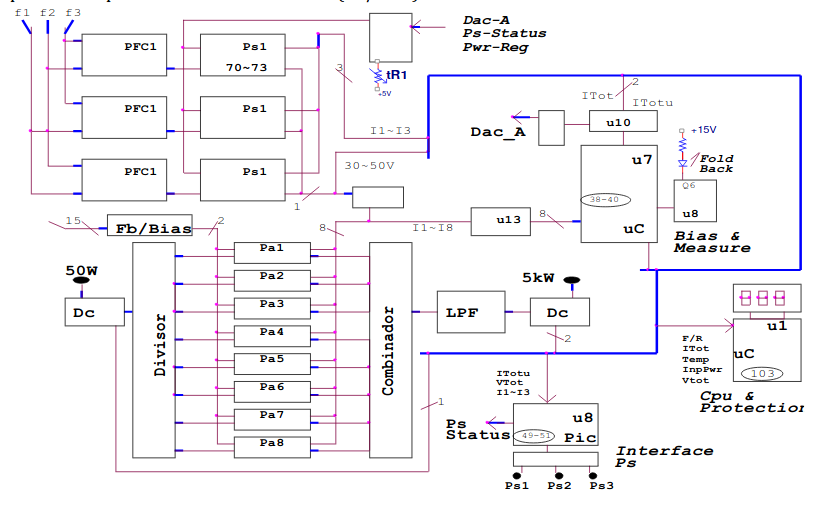 f1 f2 f3
Dac-A
Ps-Status
Pwr-Reg
PFC1
Ps1
70~73
tR1
+5V
3
2
ITot
ITotu
PFC1
Ps1
I1~I3
Dac_A
u10
+15V
PFC1
Ps1
30~50V
u7
Fold
Back
38-40
Q6
u8
uC
1
15
Fb/Bias
2
8
I1~I8
u13
8
Bias &
Measure
50W
Dc
Divisor
Pa1
Pa2
Pa3
Pa4
Pa5
Pa6
Pa7
Pa8
Combinador
LPF
5kW
Dc
2
1
u1
uC
103
F/R
ITot
Temp
InpPwr
Vtot
Cpu &
Protection
ITotu
VTot
I1~I3
Ps
Status
u8
49-51
Pic
Interface
Ps
Ps1 Ps2 Ps3